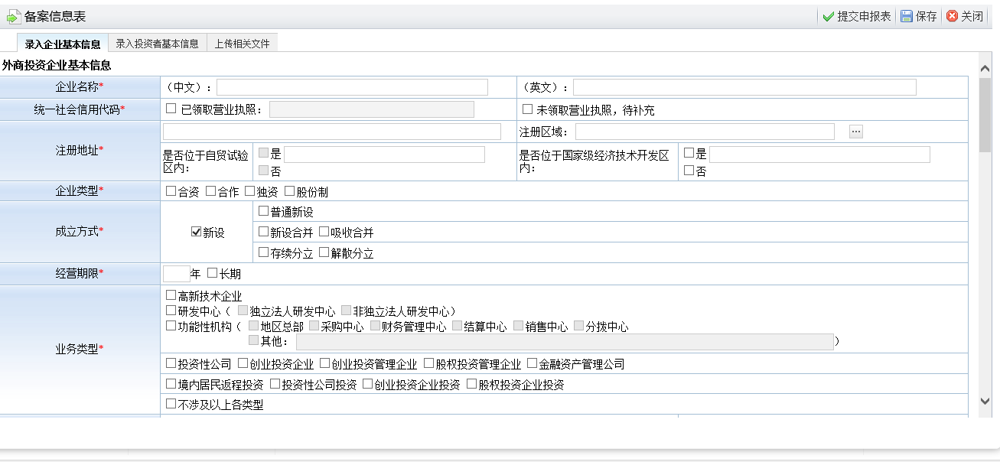 备案信息表 提交申报表 保存 关闭
录入企业基本信息 录入投资者基本信息 上传相关文件
外商投资企业基本信息
企业名称* （中文）： （英文）：
统一社会信用代码* 已领取营业执照： 未领取营业执照，待补充
注册地址* 注册区域： ...
是否位于自贸试验区内： 是 否
是否位于国家级经济技术开发区内： 是 否
企业类型* 合资 合作 独资 股份制
成立方式* 新设 普通新设
新设合并 吸收合并
存续分立 解散分立
经营期限* 年 长期
业务类型*
高新技术企业
研发中心（ 独立法人研发中心 非独立法人研发中心）
功能性机构（ 地区总部 采购中心 财务管理中心 结算中心 销售中心 分拨中心
其他： ）
投资性公司 创业投资企业 创业投资管理企业 股权投资管理企业 金融资产管理公司
境内居民返程投资 投资性公司投资 创业投资企业投资 股权投资企业投资
不涉及以上各类型